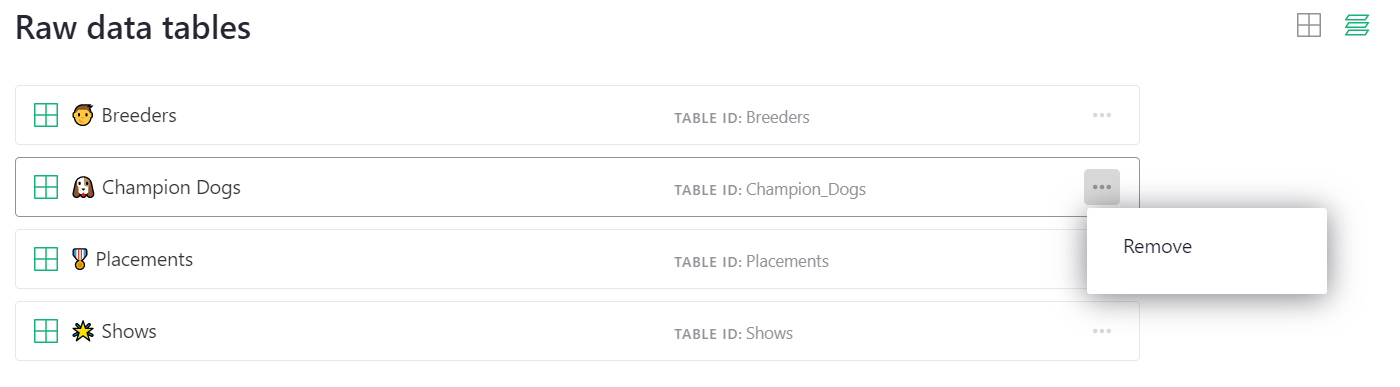 Raw data tables
Breeders TABLE ID: Breeders
Champion Dogs TABLE ID: Champion_Dogs
Remove
Placements TABLE ID: Placements
Shows TABLE ID: Shows